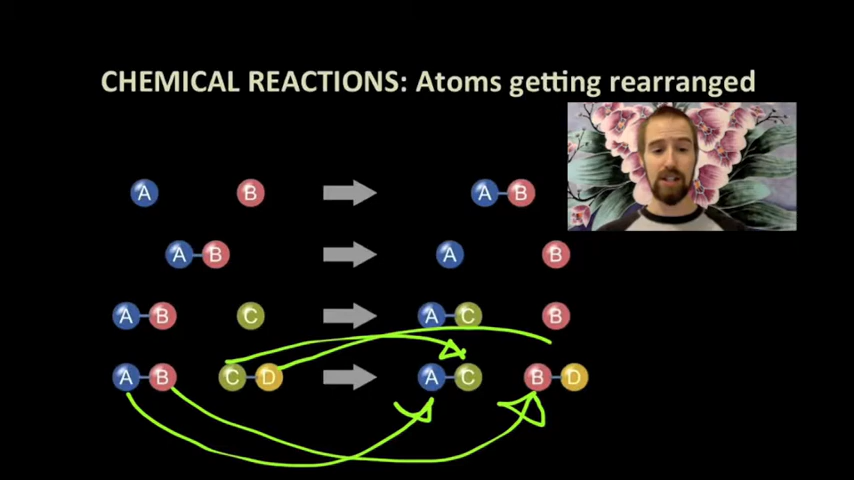 CHEMICAL REACTIONS: Atoms getting rearranged
A B A B
A B A B
A B C A C B
A B C D A C B D